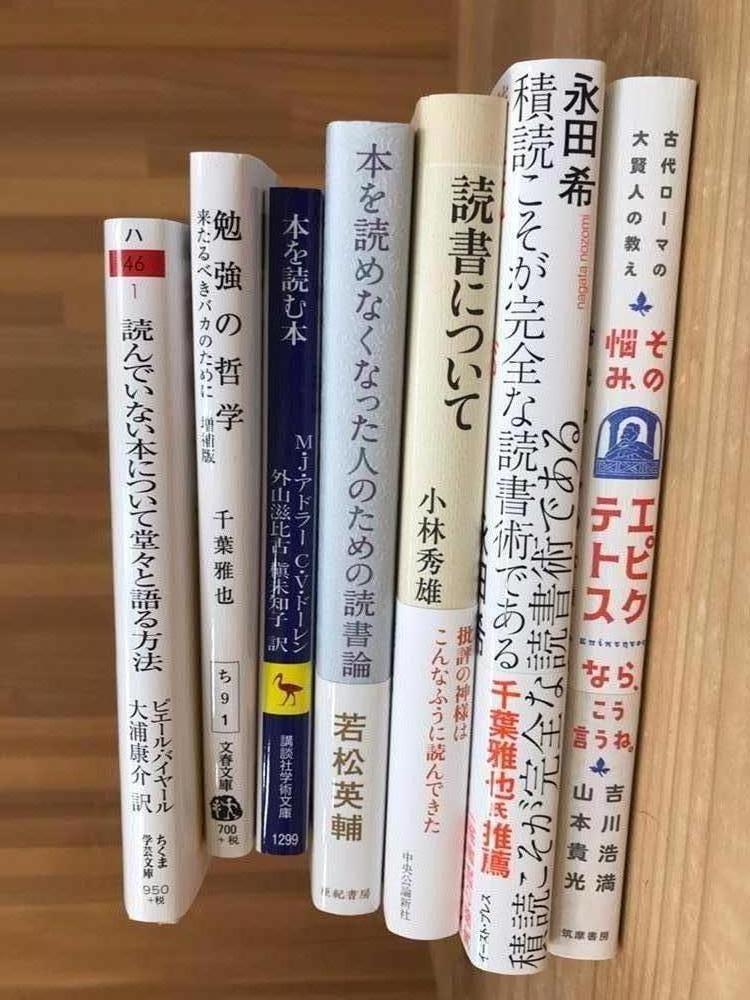 ハ
46
1
読んでいない本について堂々と語る方法
ピエール・バイヤール
大浦康介 訳
ちくま
学芸文庫
950
+税
勉強の哲学
来たるべきバカのために
増補版
千葉雅也
ち91
文春文庫
700
+税
本を読む本
M・J・アドラー C・V・ドーレン
外山滋比古・槇未知子 訳
講談社学術文庫
1299
本を読めなくなった人のための読書論
若松英輔
亜紀書房
読書について
小林秀雄
批評の神様は
こんなふうに読んできた
中央公論新社
永田希
nagata nozomi
積読こそが完全な読書術である
千葉雅也氏推薦
イースト・プレス
積読こそが完全な読書術である
古代ローマの
大賢人の教え
その
悩み、
エピク
テトス
Epictetus
なら、
こう
言うね。
吉川浩満
山本貴光
筑摩書房